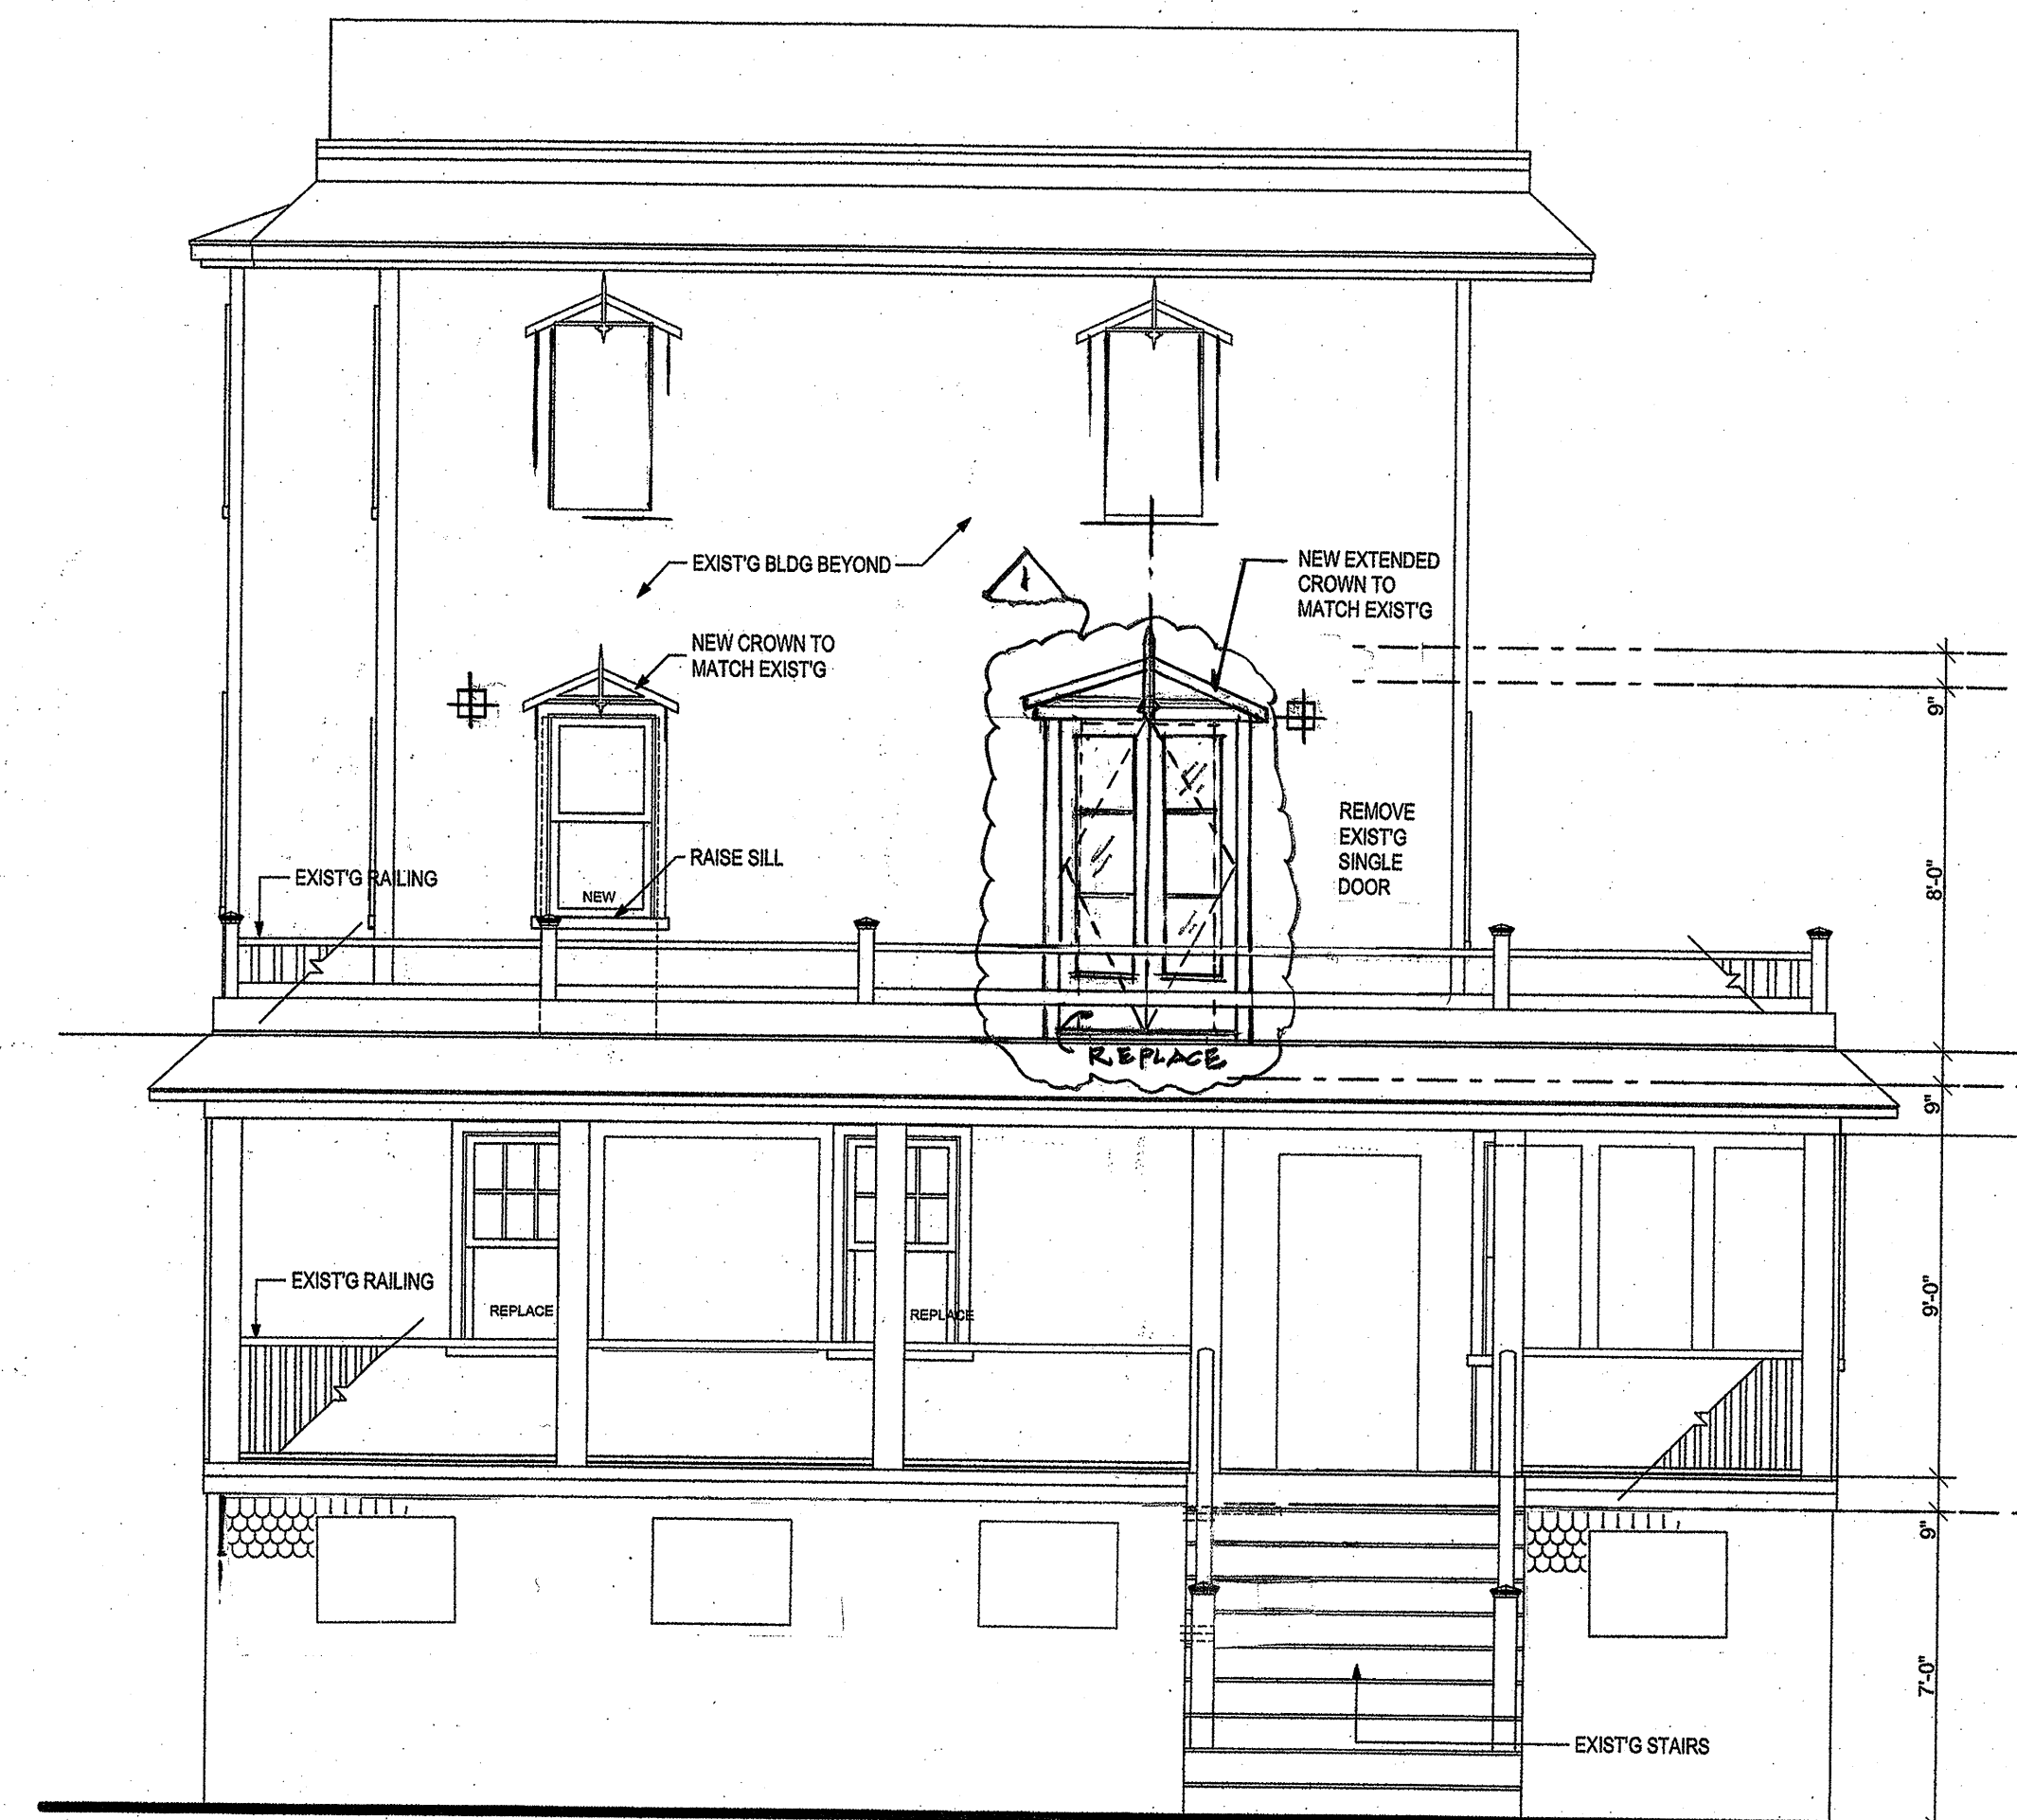 EXIST'G BLDG BEYOND
1
NEW EXTENDED
CROWN TO
MATCH EXIST'G
NEW CROWN TO
MATCH EXIST'G
9"
REMOVE
EXIST'G
SINGLE
DOOR
RAISE SILL
EXIST'G RAILING
NEW
8'-0"
REPLACE
9"
EXIST'G RAILING
REPLACE
REPLACE
9'-0"
9"
7'-0"
EXIST'G STAIRS